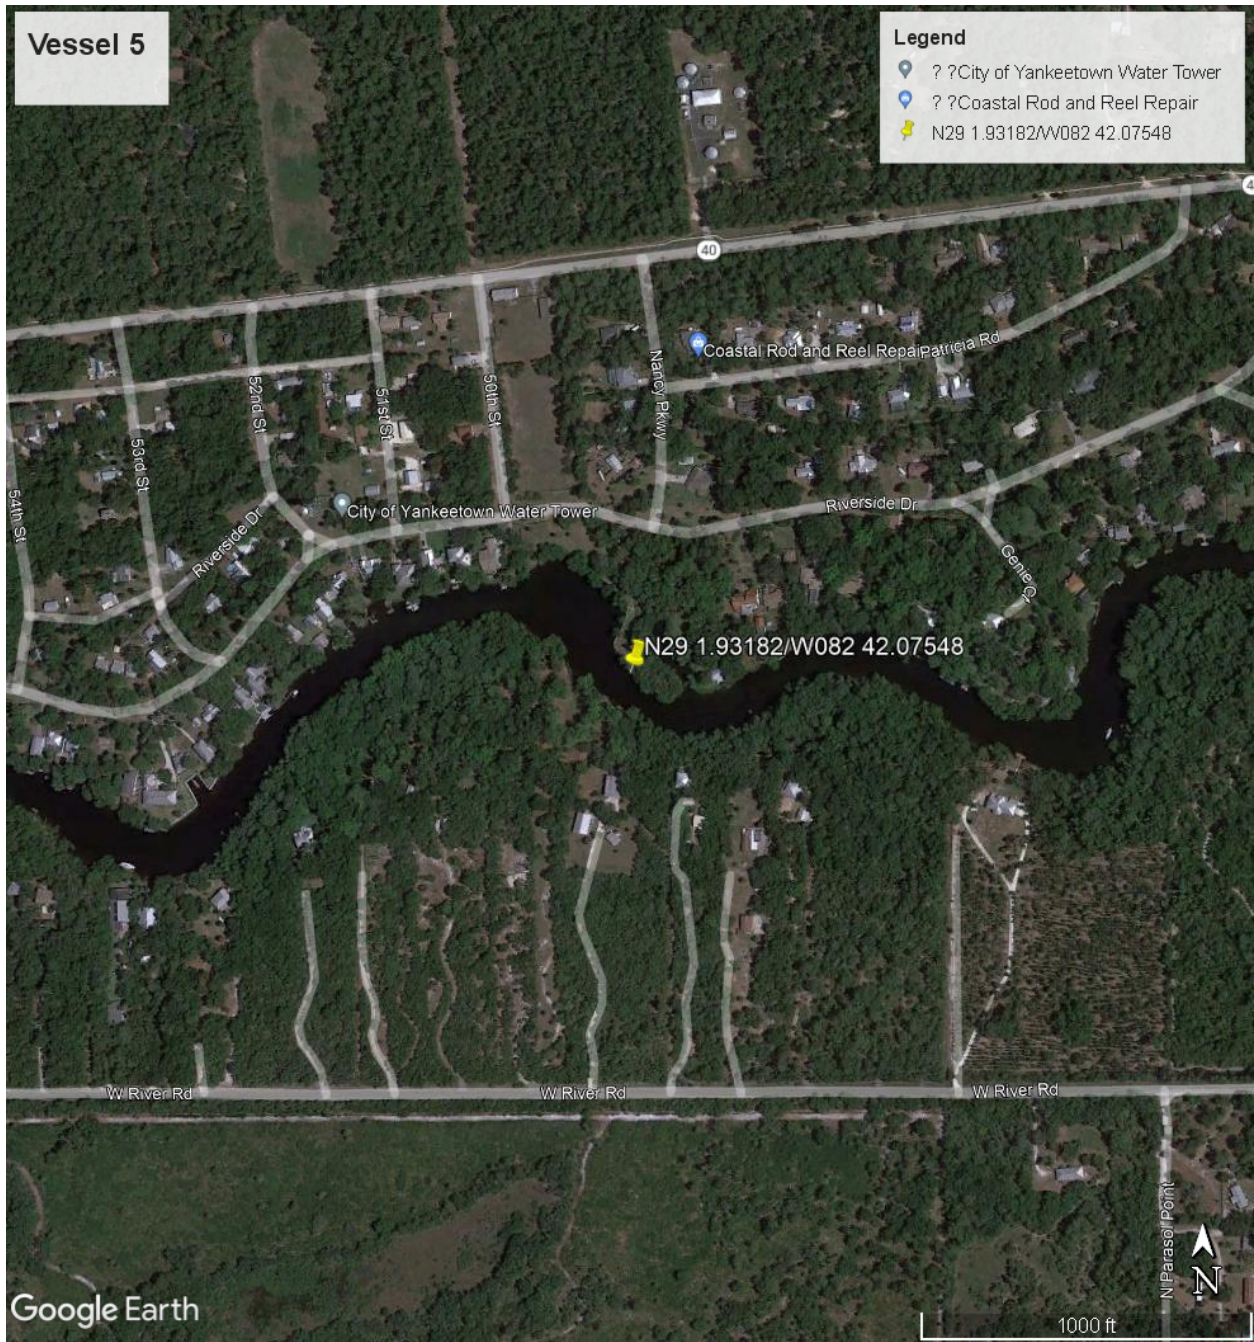 Vessel 5
Legend
? ?City of Yankeetown Water Tower
? ?Coastal Rod and Reel Repair
N29 1.93182/W082 42.07548
4
40
Coastal Rod and Reel Repair
Patricia Rd
Nancy Pkwy
50th St
51st St
52nd St
53rd St
54th St
City of Yankeetown Water Tower
Riverside Dr
Riverside Dr
Genie Ct
N29 1.93182/W082 42.07548
W River Rd
W River Rd
W River Rd
N Parasol Point
N
Google Earth
1000 ft